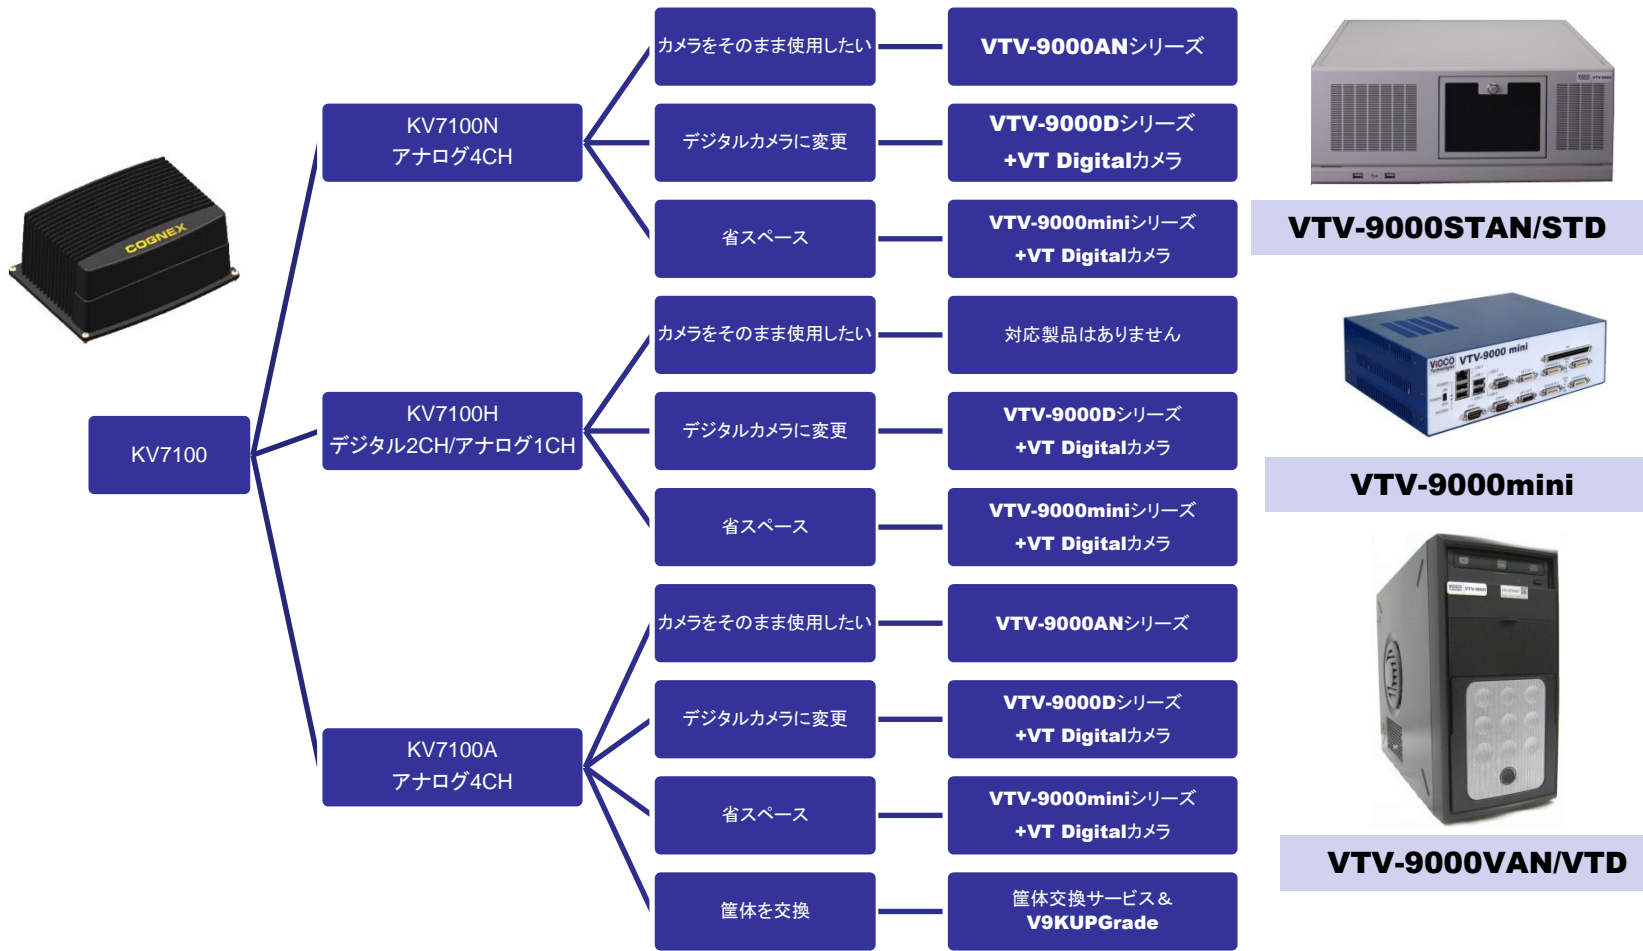 COGNEX
KV7100
KV7100N
アナログ4CH
カメラをそのまま使用したい
VTV-9000ANシリーズ
デジタルカメラに変更
VTV-9000Dシリーズ
+VT Digitalカメラ
省スペース
VTV-9000miniシリーズ
+VT Digitalカメラ
KV7100H
デジタル2CH/アナログ1CH
カメラをそのまま使用したい
対応製品はありません
デジタルカメラに変更
VTV-9000Dシリーズ
+VT Digitalカメラ
省スペース
VTV-9000miniシリーズ
+VT Digitalカメラ
KV7100A
アナログ4CH
カメラをそのまま使用したい
VTV-9000ANシリーズ
デジタルカメラに変更
VTV-9000Dシリーズ
+VT Digitalカメラ
省スペース
VTV-9000miniシリーズ
+VT Digitalカメラ
筐体を交換
筐体交換サービス＆
V9KUPGrade
VTV-9000STAN/STD
ViOCO
Technologies
VTV-9000 mini
VTV-9000mini
ViOCO
VTV-9000
VTV-9000VAN/VTD